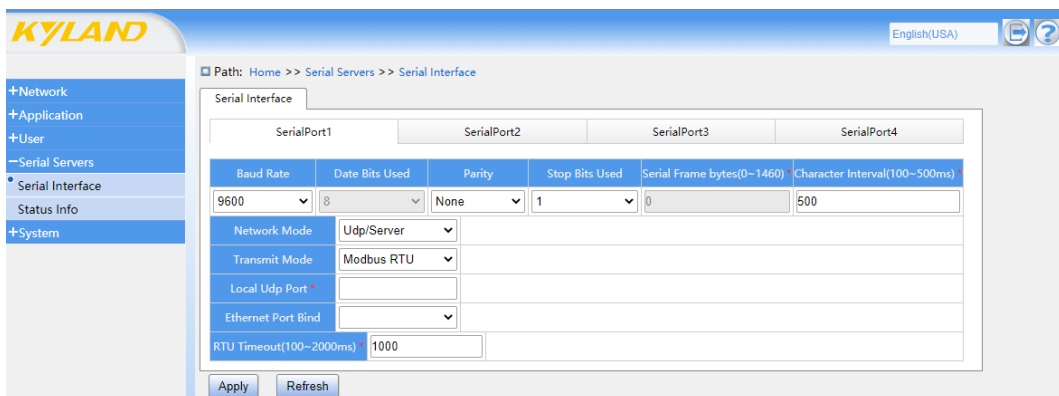 KYLAND
English(USA)
Path: Home >> Serial Servers >> Serial Interface
+Network
+Application
+User
−Serial Servers
Serial Interface
Status Info
+System
Serial Interface
SerialPort1 SerialPort2 SerialPort3 SerialPort4
Baud Rate Date Bits Used Parity Stop Bits Used Serial Frame bytes(0~1460) * Character Interval(100~500ms) *
9600 8 None 1 0 500
Network Mode Udp/Server
Transmit Mode Modbus RTU
Local Udp Port *
Ethernet Port Bind
RTU Timeout(100~2000ms) * 1000
Apply Refresh